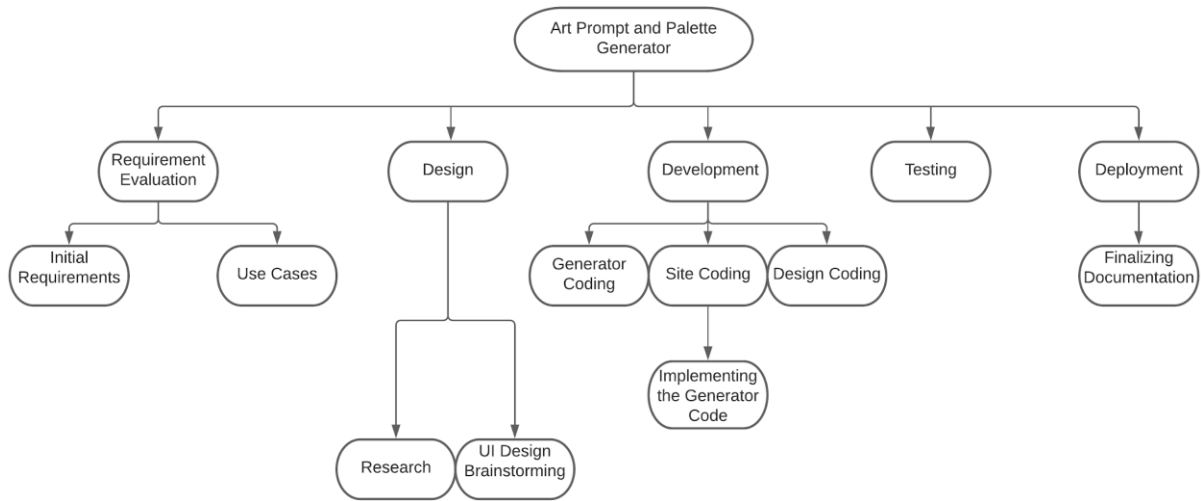 Art Prompt and Palette
Generator
Requirement
Evaluation
Design
Development
Testing
Deployment
Initial
Requirements
Use Cases
Generator
Coding
Site Coding
Design Coding
Finalizing
Documentation
Implementing
the Generator
Code
Research
UI Design
Brainstorming